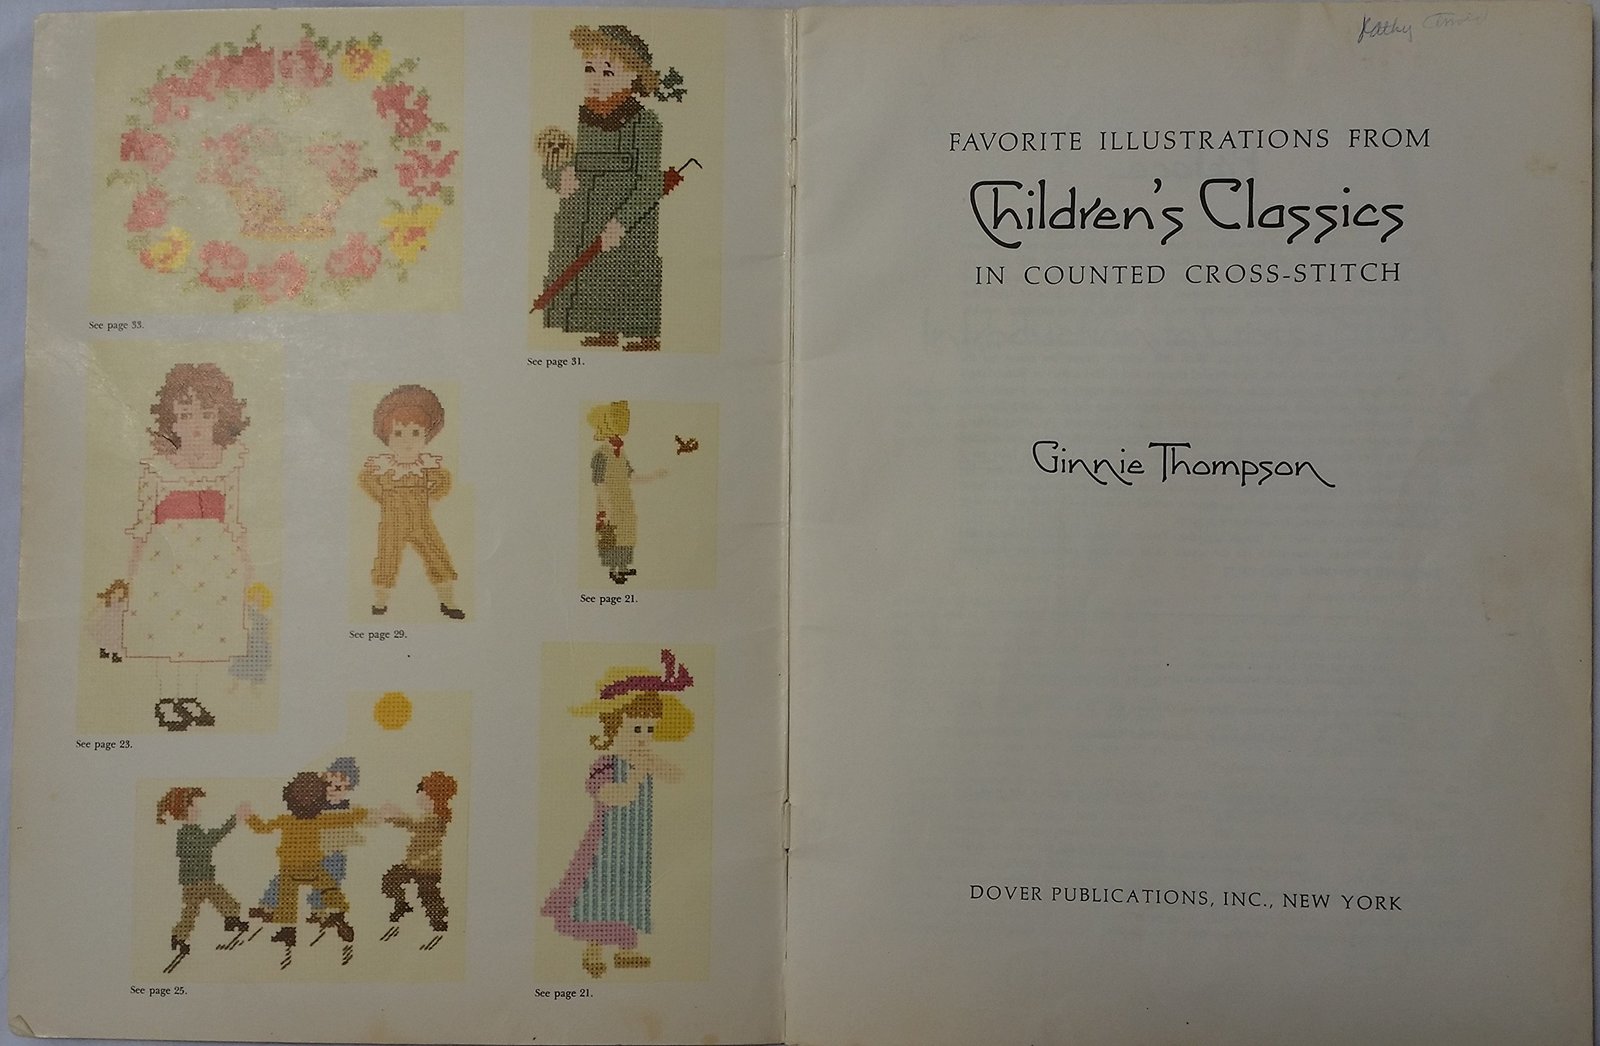 See page 33.
See page 31.
See page 23.
See page 29.
See page 21.
See page 25.
See page 21.
Kathy
FAVORITE ILLUSTRATIONS FROM
Children's Classics
IN COUNTED CROSS-STITCH
Ginnie Thompson
DOVER PUBLICATIONS, INC., NEW YORK